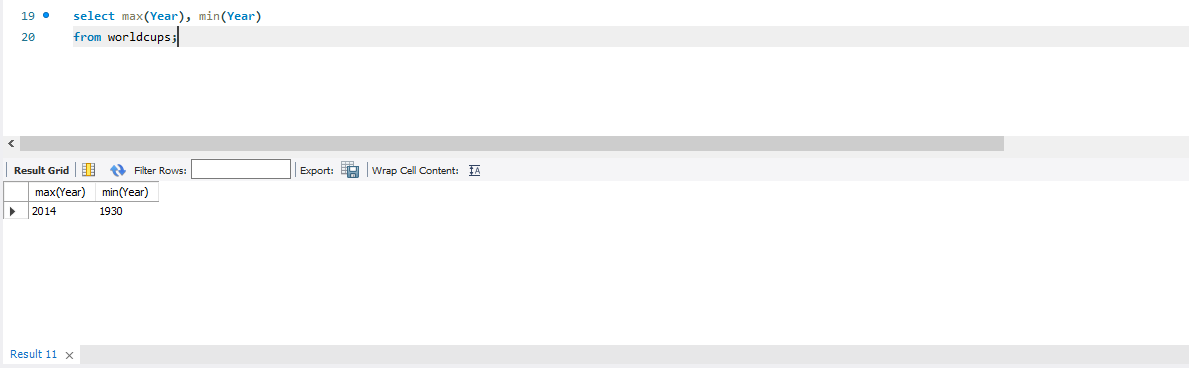 19 select max(Year), min(Year)
20 from worldcups;
Result Grid Filter Rows: Export: Wrap Cell Content: IA
max(Year) min(Year)
2014 1930
Result 11 ×